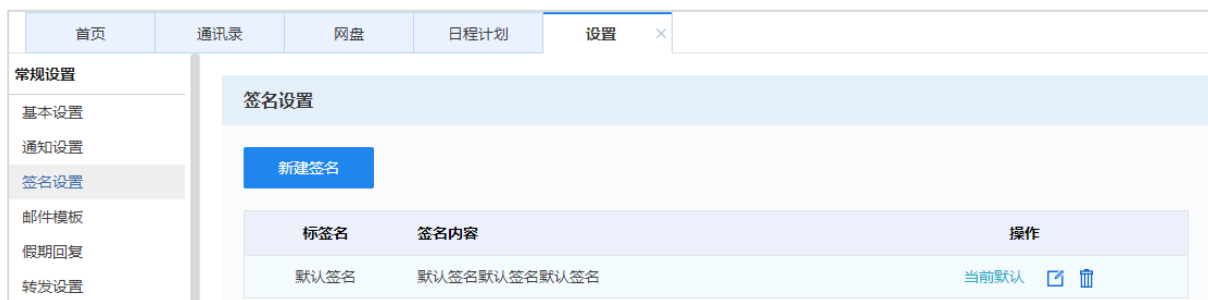 首页 通讯录 网盘 日程计划 设置 ×
常规设置
签名设置
基本设置
通知设置
新建签名
签名设置
邮件模板
标签名 签名内容 操作
假期回复
默认签名 默认签名默认签名默认签名 当前默认
转发设置